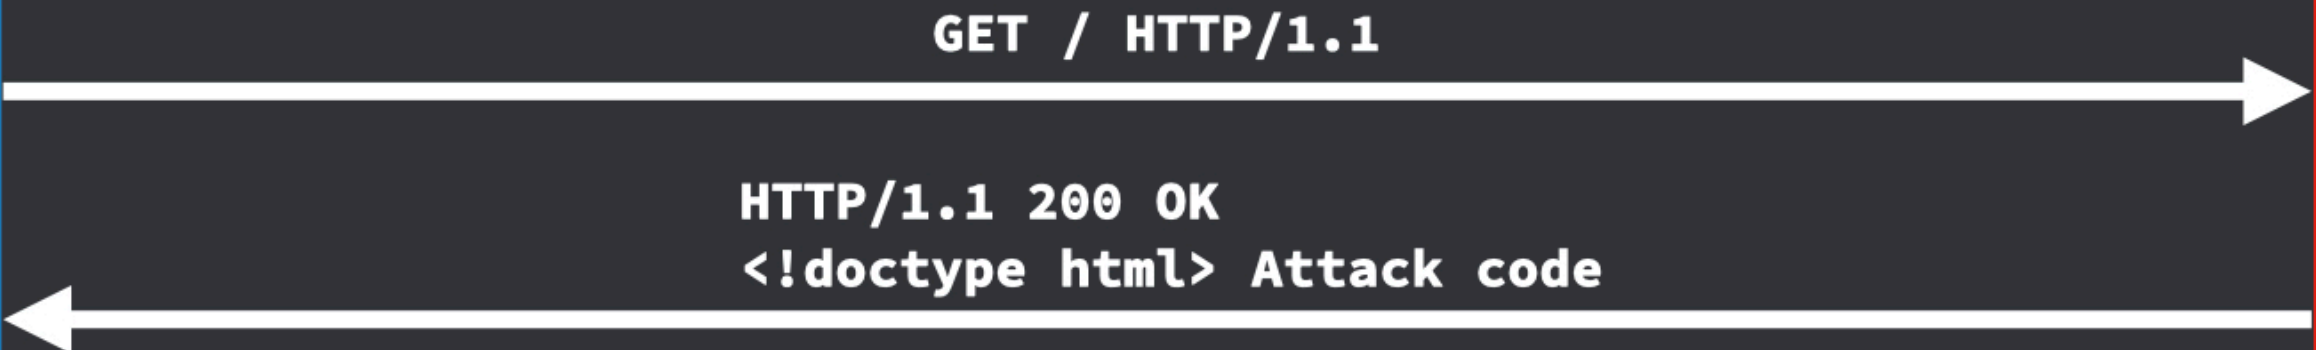 GET / HTTP/1.1
HTTP/1.1 200 OK
<!doctype html> Attack code